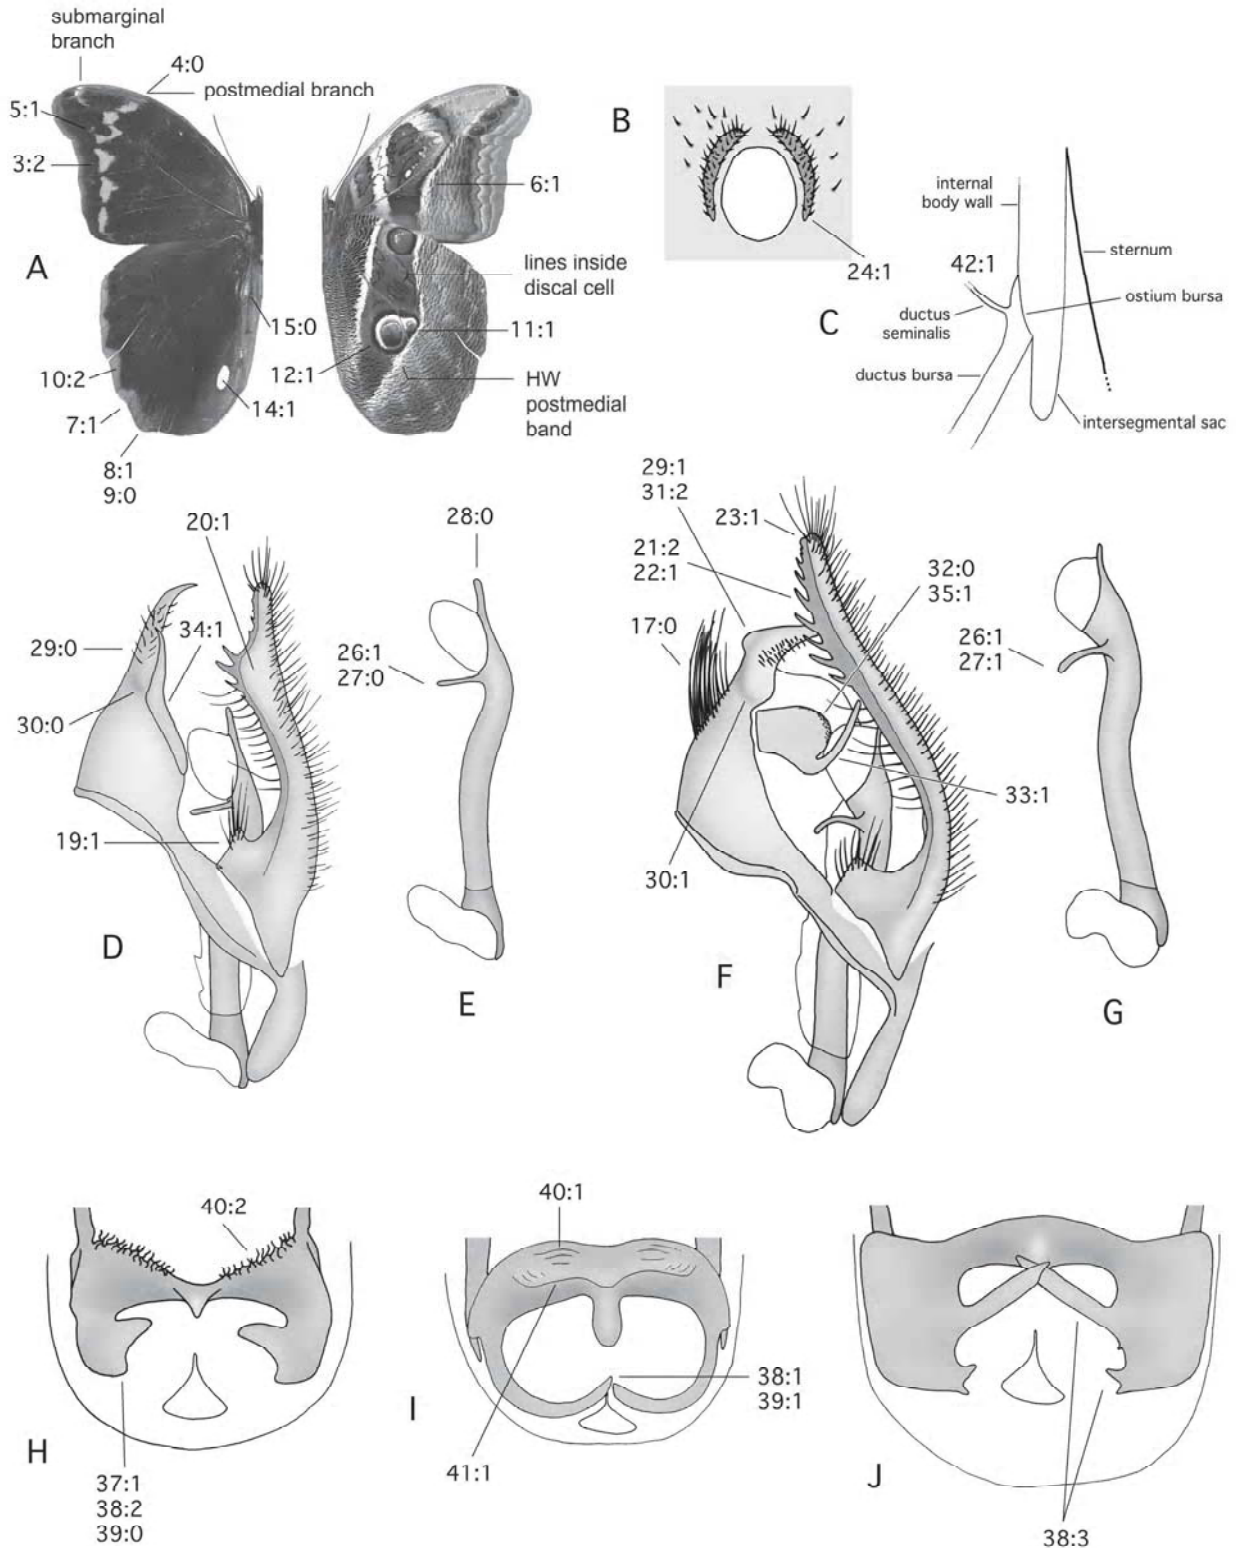 submarginal
branch
4:0
postmedial branch
5:1
3:2
A
15:0
10:2
14:1
7:1
8:1
9:0
6:1
lines inside
discal cell
11:1
12:1
HW
postmedial
band
B
24:1
C
internal
body wall
sternum
42:1
ostium bursa
ductus
seminalis
ductus bursa
intersegmental sac
20:1
29:0
34:1
30:0
19:1
D
28:0
26:1
27:0
E
29:1
31:2
23:1
21:2
22:1
32:0
35:1
17:0
33:1
30:1
F
26:1
27:1
G
40:2
H
37:1
38:2
39:0
40:1
38:1
39:1
I
41:1
J
38:3